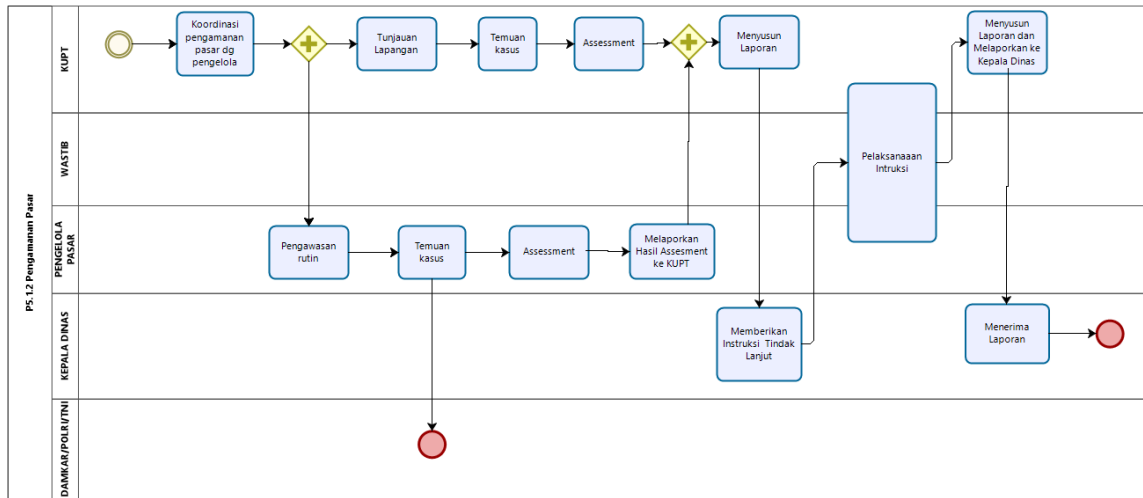 P5.1.2 Pengamanan Pasar
KUPT
Koordinasi
pengamanan
pasar dg
pengelola
Tunjauan
Lapangan
Temuan
kasus
Assessment
Menyusun
Laporan
Menyusun
Laporan dan
Melaporkan ke
Kepala Dinas
WASTIB
Pelaksanaaan
Intruksi
PENGELOLA
PASAR
Pengawasan
rutin
Temuan
kasus
Assessment
Melaporkan
Hasil Assesment
ke KUPT
KEPALA DINAS
Memberikan
Instruksi Tindak
Lanjut
Menerima
Laporan
DAMKAR/POLRI/TNI